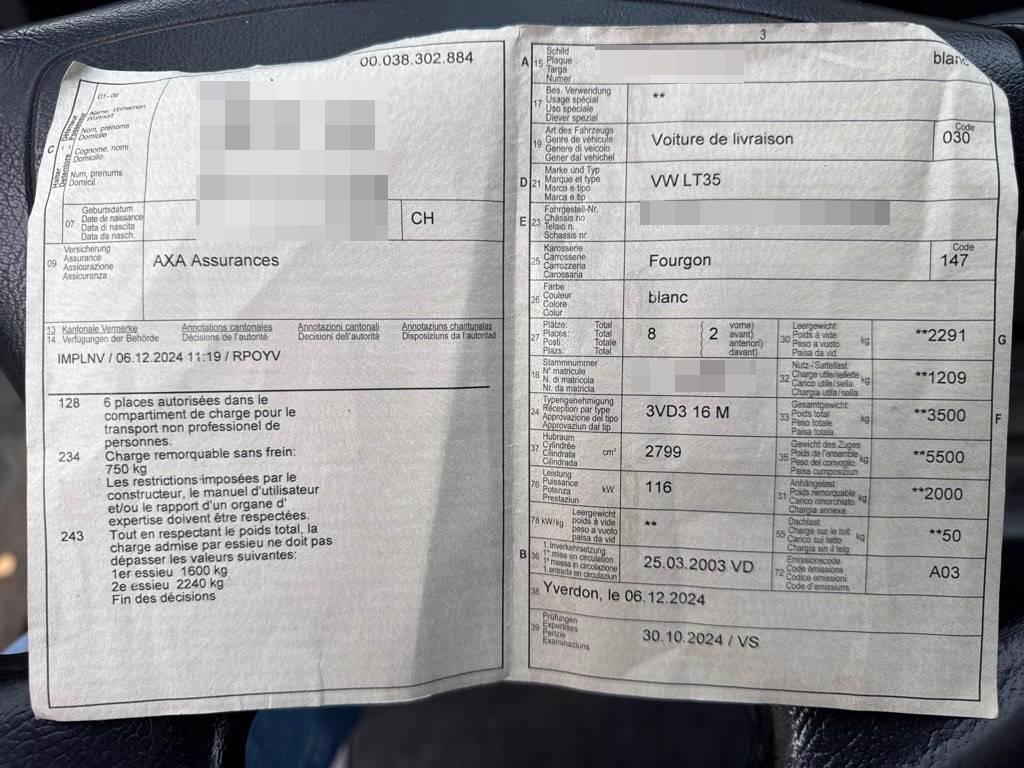 00.038.302.884
01-06
Name, Vornamen
Wohnort
Nom, prénoms
Domicile
Cognome, nomi
Domicilio
Num, prenums
Domicil
C
Halter
Détenteur
Detentore
07
Geburtsdatum
Date de naissance
Data di nascita
Data da nasch.
CH
09
Versicherung
Assurance
Assicurazione
Assicuranza
AXA Assurances
13
14
Kantonale Vermerke
Verfügungen der Behörde
Annotations cantonales
Décisions de l'autorité
Annotazioni cantonali
Decisioni dell'autorità
Annotaziuns chantunalas
Disposiziuns da l'autoritad
IMPLNV / 06.12.2024 11:19 / RPOYV
128 6 places autorisées dans le
compartiment de charge pour le
transport non professionel de
personnes.
234 Charge remorquable sans frein:
750 kg
Les restrictions imposées par le
constructeur, le manuel d'utilisateur
et/ou le rapport d'un organe d'
expertise doivent être respectées.
243 Tout en respectant le poids total, la
charge admise par essieu ne doit pas
dépasser les valeurs suivantes:
1er essieu 1600 kg
2e essieu 2240 kg
Fin des décisions
3
A 15
Schild
Plaque
Targa
Numer
blanc
17
Bes. Verwendung
Usage spécial
Uso speciale
Diever spezial
**
19
Art des Fahrzeugs
Genre de véhicule
Genere di veicolo
Gener dal vehichel
Voiture de livraison
Code
030
D 21
Marke und Typ
Marque et type
Marca e tipo
Marca e tip
VW LT35
E 23
Fahrgestell-Nr.
Châssis no
Telaio n.
Schassis nr.
25
Karosserie
Carrosserie
Carrozzeria
Carossaria
Fourgon
Code
147
26
Farbe
Couleur
Colore
Colur
blanc
27
Plätze: Total
Places: Total
Posti: Totale
Plazs: Total
8
2
vorne)
avant)
anteriori)
davant)
30
Leergewicht
Poids à vide
Peso a vuoto
Paisa da vid
kg
**2291
G
18
Stammnummer
N° matricule
N. di matricola
Nr. da matricla
32
Nutz-/Sattellast
Charge utile/sellette
Carico utile/sella
Chargia utila/sella
kg
**1209
24
Typengenehmigung
Réception par type
Approvazione del tipo
Approvaziun dal tip
3VD3 16 M
33
Gesamtgewicht
Poids total
Peso totale
Paisa totala
kg
**3500
F
37
Hubraum
Cylindrée
Cilindrata
Cilindrada
cm³
2799
35
Gewicht des Zuges
Poids de l'ensemble
Peso del convoglio
Paisa cumposiziun
kg
**5500
76
Leistung
Puissance
Potenza
Prestaziun
kW
116
31
Anhängelast
Poids remorquable
Carico rimorchiato
Chargia annexa
kg
**2000
78 kW/kg
Leergewicht
poids à vide
peso a vuoto
paisa da vid
**
55
Dachlast
Charge sur le toit
Carico sul tetto
Chargia sin il tetg
kg
**50
B 36
1. Inverkehrsetzung
1re mise en circulation
1a messa in circolazione
1. entrada en circulaziun
25.03.2003 VD
72
Emissionscode
Code émissions
Codice emissioni
Code d'emissiuns
A03
38
Yverdon, le 06.12.2024
39
Prüfungen
Expertises
Perizie
Examinaziuns
30.10.2024 / VS